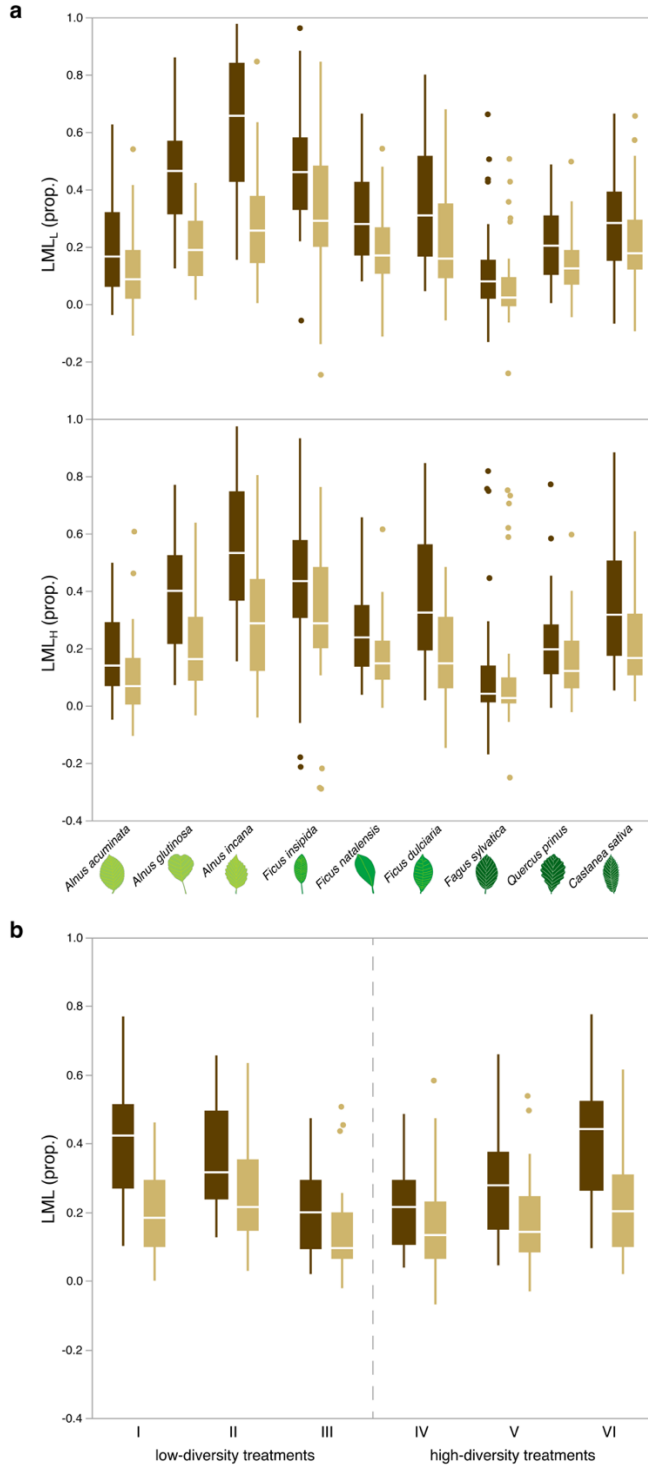 a
1.0
0.8
0.6
0.4
0.2
0.0
-0.2
LML_L (prop.)
1.0
0.8
0.6
0.4
0.2
0.0
-0.2
-0.4
LML_H (prop.)
Alnus acuminata
Alnus glutinosa
Alnus incana
Ficus insipida
Ficus natalensis
Ficus dulciaria
Fagus sylvatica
Quercus prinus
Castanea sativa
b
1.0
0.8
0.6
0.4
0.2
0.0
-0.2
-0.4
LML (prop.)
I II III IV V VI
low-diversity treatments high-diversity treatments